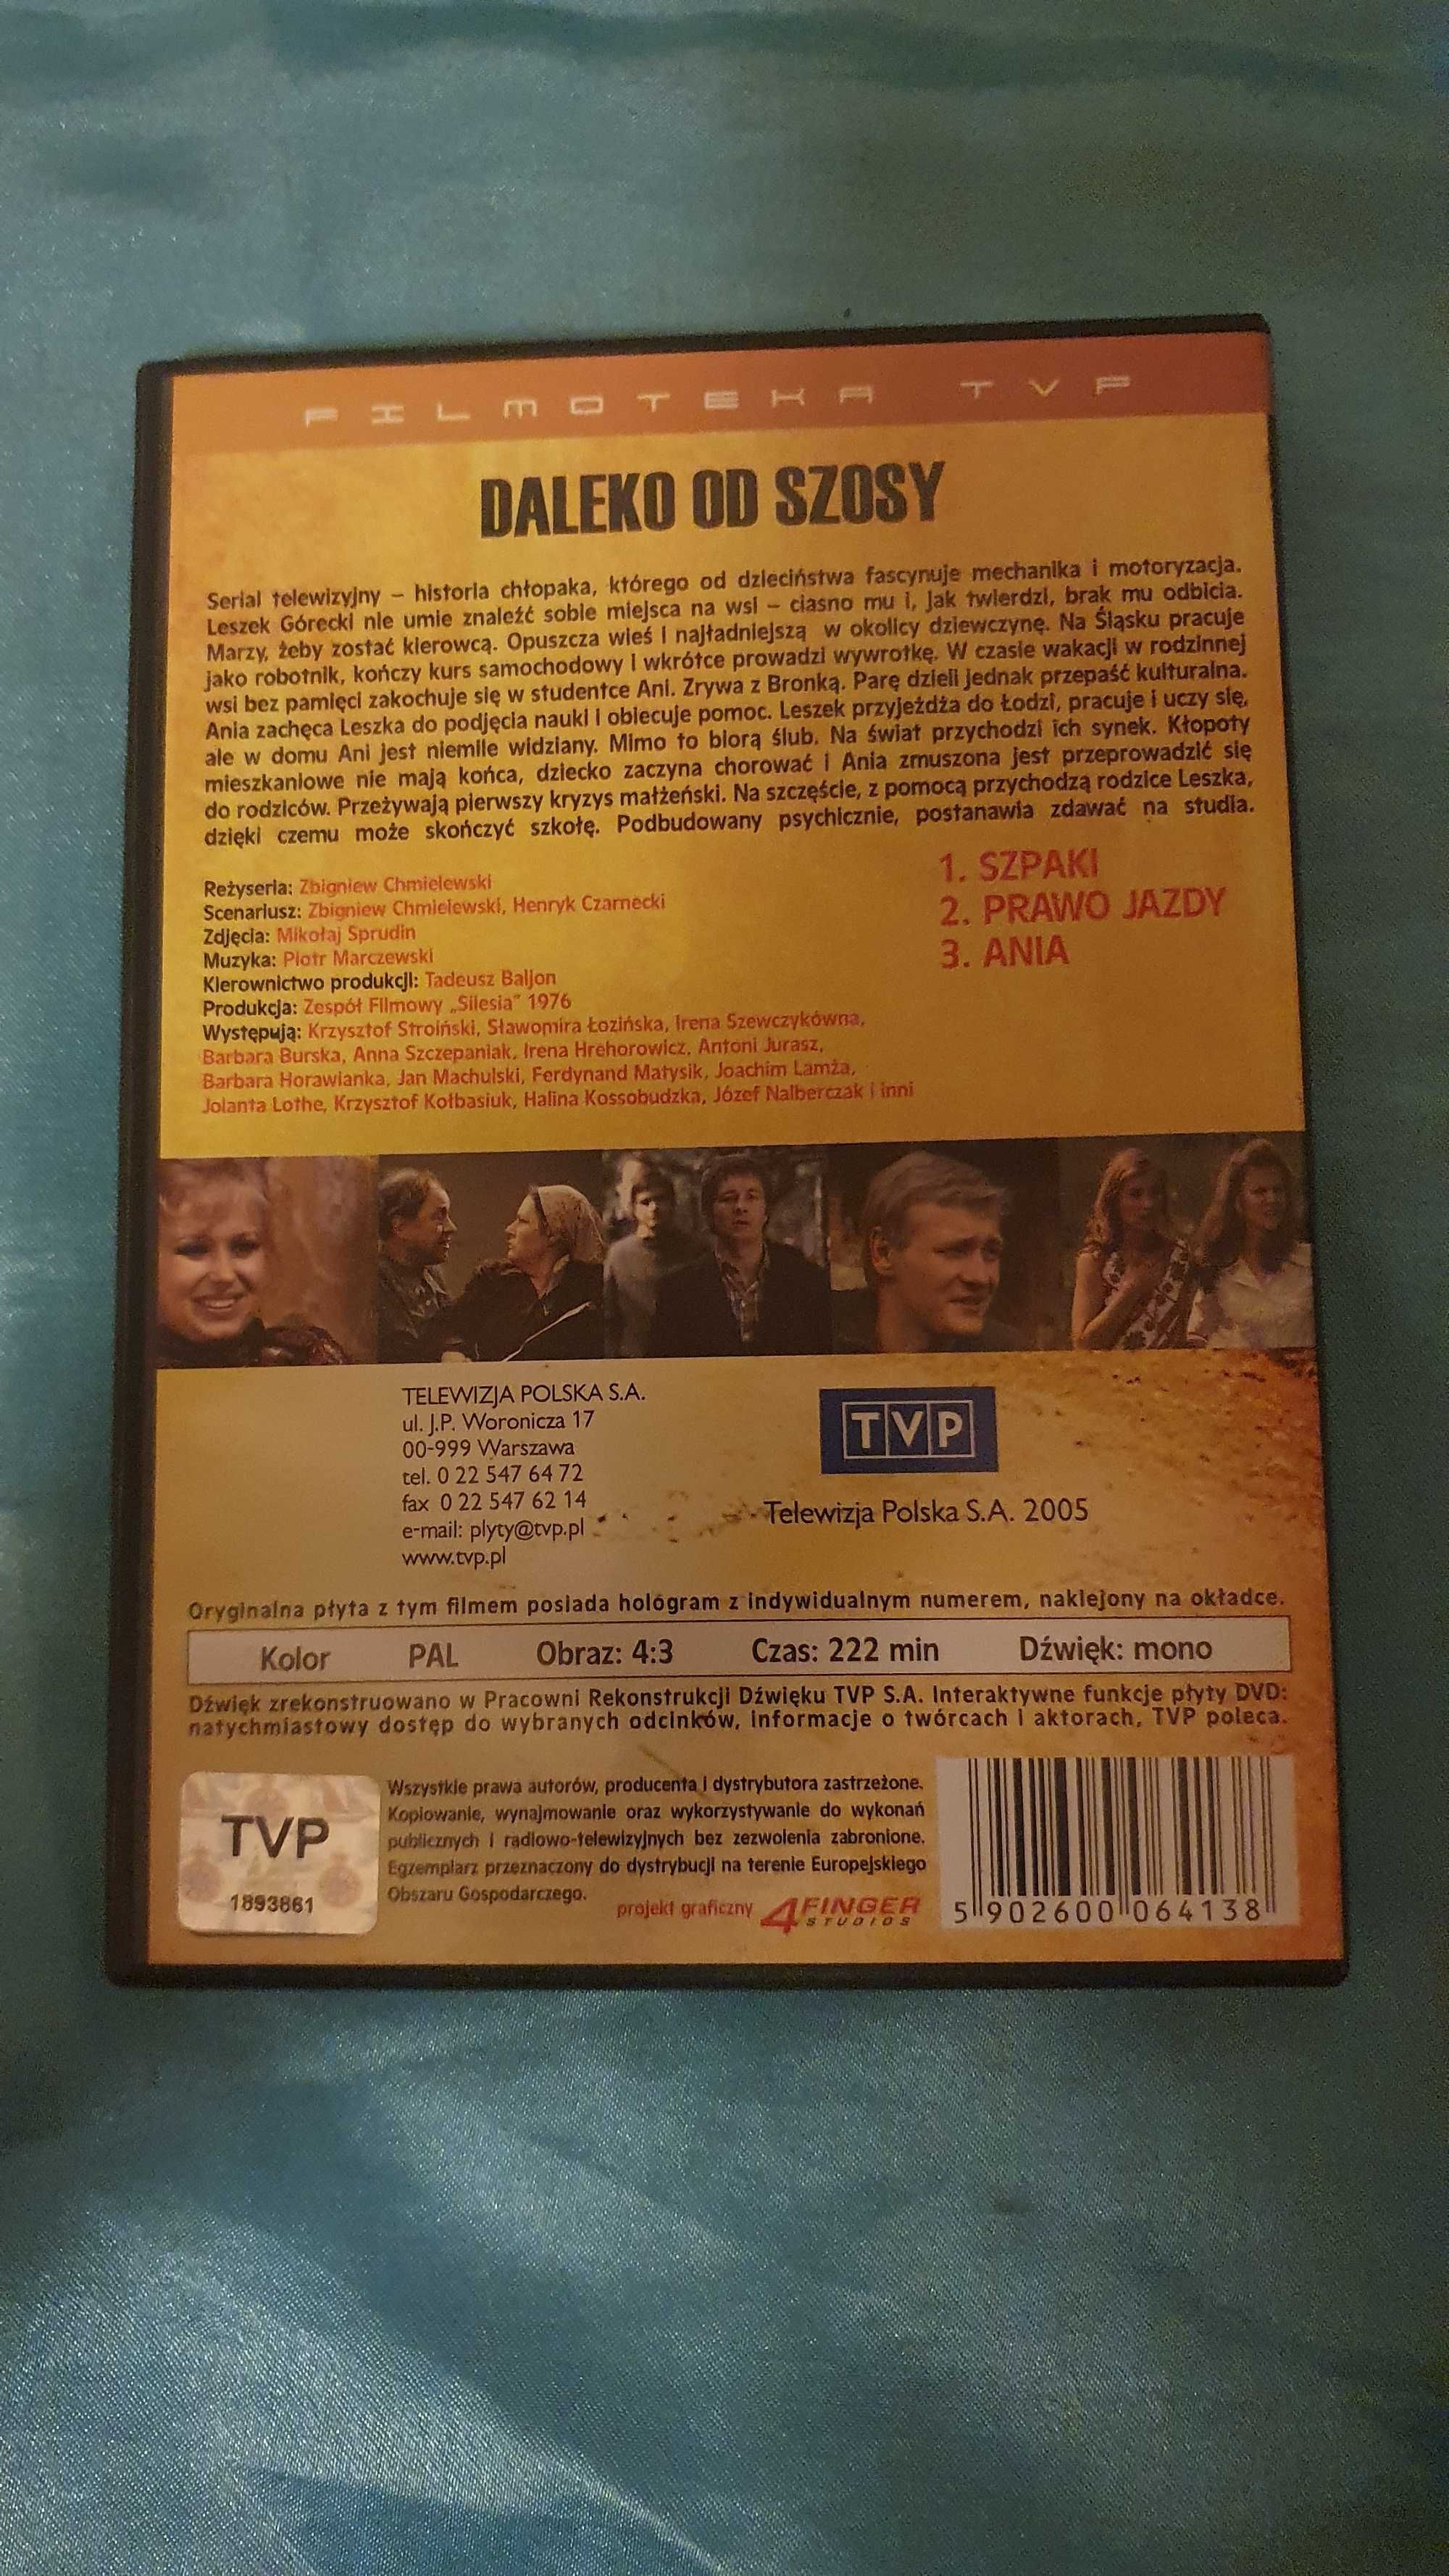 FILMOTEKA TVP
DALEKO OD SZOSY
Serial telewizyjny – historia chłopaka, którego od dzieciństwa fascynuje mechanika i motoryzacja.
Leszek Górecki nie umie znaleźć sobie miejsca na wsi – ciasno mu i, jak twierdzi, brak mu odbicia.
Marzy, żeby zostać kierowcą. Opuszcza wieś i najładniejszą w okolicy dziewczynę. Na Śląsku pracuje
jako robotnik, kończy kurs samochodowy i wkrótce prowadzi wywrotkę. W czasie wakacji w rodzinnej
wsi bez pamięci zakochuje się w studentce Ani. Zrywa z Bronką. Parę dzieli jednak przepaść kulturalna.
Ania zachęca Leszka do podjęcia nauki i obiecuje pomoc. Leszek przyjeżdża do Łodzi, pracuje i uczy się,
ale w domu Ani jest niemile widziany. Mimo to biorą ślub. Na świat przychodzi ich synek. Kłopoty
mieszkaniowe nie mają końca, dziecko zaczyna chorować i Ania zmuszona jest przeprowadzić się
do rodziców. Przeżywają pierwszy kryzys małżeński. Na szczęście, z pomocą przychodzą rodzice Leszka,
dzięki czemu może skończyć szkołę. Podbudowany psychicznie, postanawia zdawać na studia.
1. SZPAKI
2. PRAWO JAZDY
3. ANIA
Reżyseria: Zbigniew Chmielewski
Scenariusz: Zbigniew Chmielewski, Henryk Czarnecki
Zdjęcia: Mikołaj Sprudin
Muzyka: Piotr Marczewski
Kierownictwo produkcji: Tadeusz Baljon
Produkcja: Zespół Filmowy „Silesia” 1976
Występują: Krzysztof Stroiński, Sławomira Łozińska, Irena Szewczykówna,
Barbara Burska, Anna Szczepaniak, Irena Hrehorowicz, Antoni Jurasz,
Barbara Horawianka, Jan Machulski, Ferdynand Matysik, Joachim Lamża,
Jolanta Lothe, Krzysztof Kołbasiuk, Halina Kossobudzka, Józef Nalberczak i inni
TELEWIZJA POLSKA S.A.
ul. J.P. Woronicza 17
00-999 Warszawa
tel. 0 22 547 64 72
fax 0 22 547 62 14
e-mail: plyty@tvp.pl
www.tvp.pl
TVP
Telewizja Polska S.A. 2005
Oryginalna płyta z tym filmem posiada hologram z indywidualnym numerem, naklejony na okładce.
Kolor PAL Obraz: 4:3 Czas: 222 min Dźwięk: mono
Dźwięk zrekonstruowano w Pracowni Rekonstrukcji Dźwięku TVP S.A. Interaktywne funkcje płyty DVD:
natychmiastowy dostęp do wybranych odcinków, informacje o twórcach i aktorach, TVP poleca.
TVP
1893861
Wszystkie prawa autorów, producenta i dystrybutora zastrzeżone.
Kopiowanie, wynajmowanie oraz wykorzystywanie do wykonań
publicznych i radiowo-telewizyjnych bez zezwolenia zabronione.
Egzemplarz przeznaczony do dystrybucji na terenie Europejskiego
Obszaru Gospodarczego.
projekt graficzny 4FINGER STUDIOS
5 902600 064138